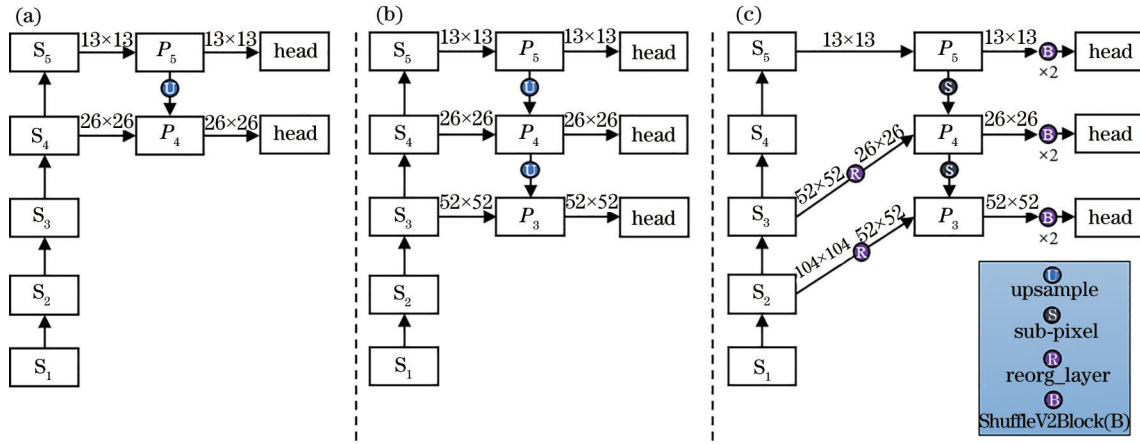 (a)
S₅ 13×13 P₅ 13×13 head
U
S₄ 26×26 P₄ 26×26 head
S₃
S₂
S₁
(b)
S₅ 13×13 P₅ 13×13 head
U
S₄ 26×26 P₄ 26×26 head
U
S₃ 52×52 P₃ 52×52 head
S₂
S₁
(c)
S₅ 13×13 P₅ 13×13 B head
×2
S
S₄ P₄ 26×26 B head
×2
52×52 R 26×26
S
S₃ P₃ 52×52 B head
×2
104×104 R 52×52
S₂
S₁
U
upsample
S
sub-pixel
R
reorg_layer
B
ShuffleV2Block(B)